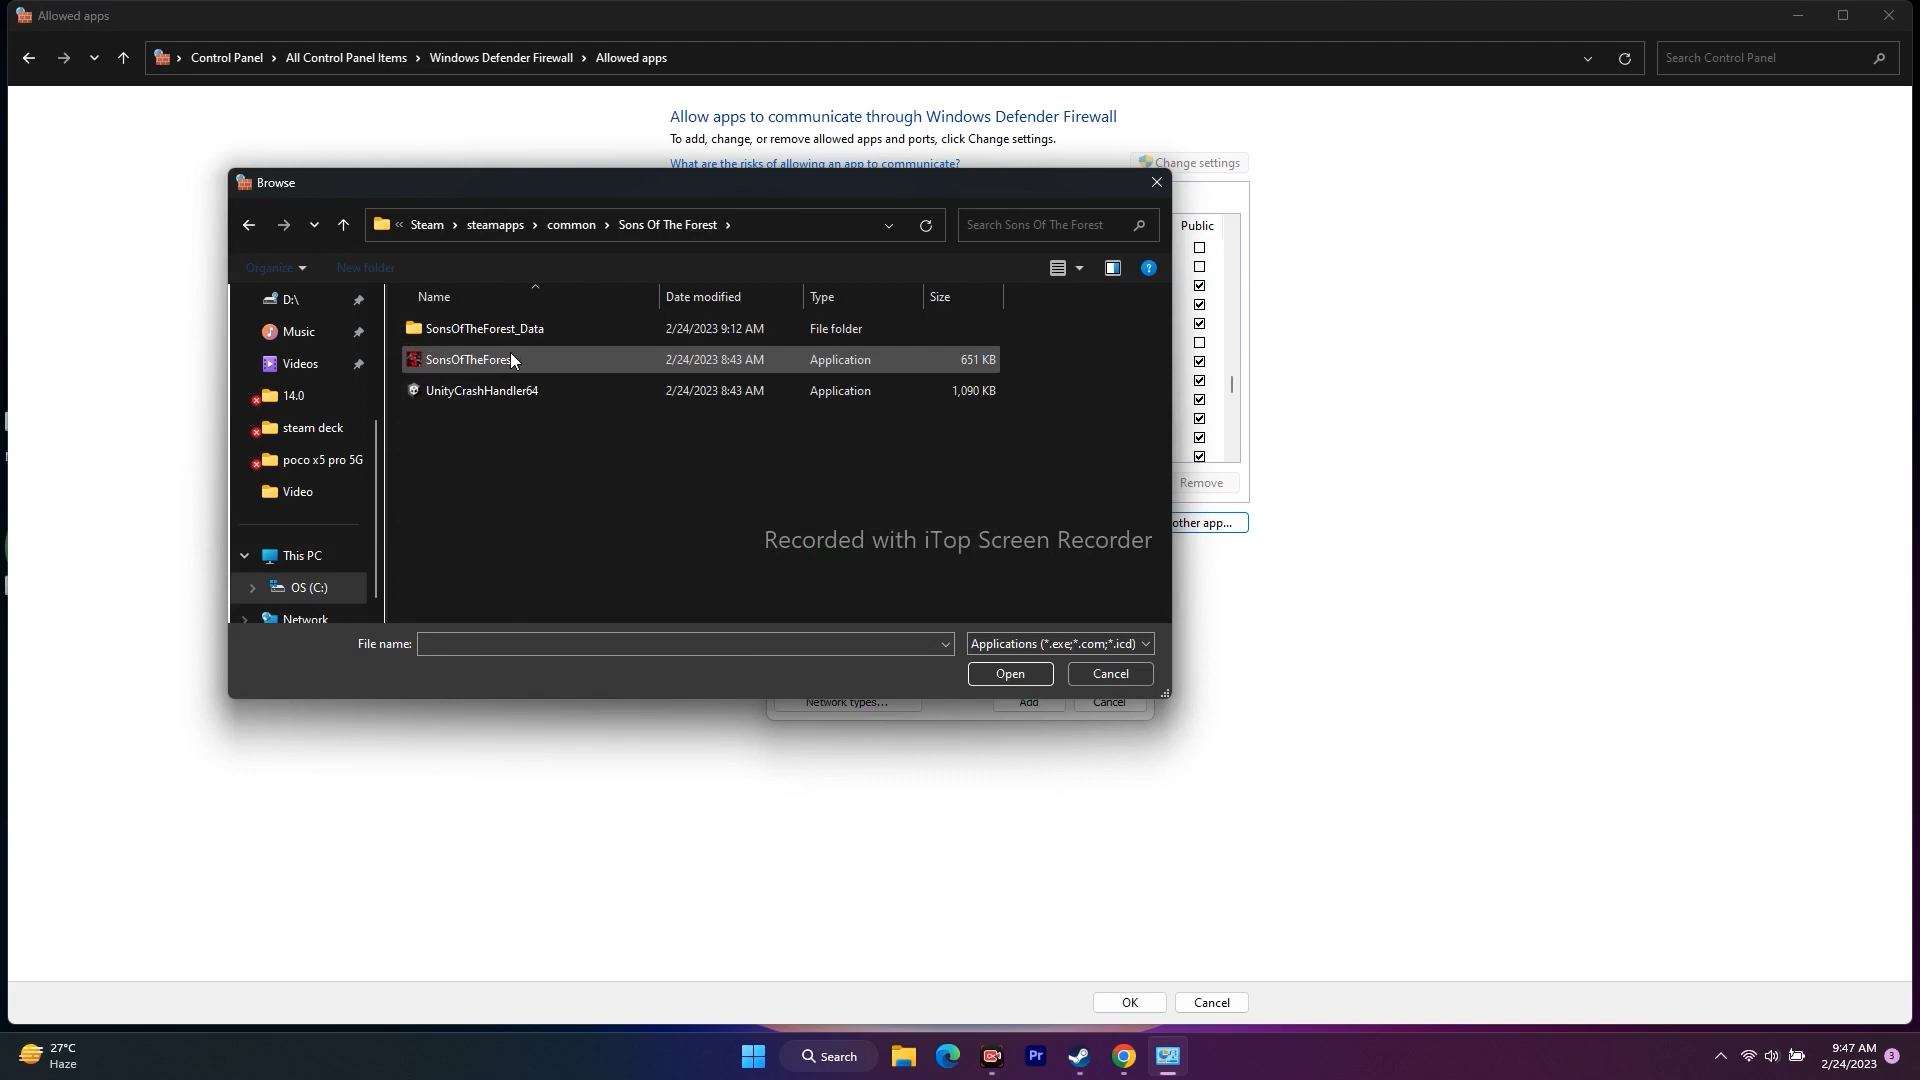 Allowed apps
Control Panel > All Control Panel Items > Windows Defender Firewall > Allowed apps
Search Control Panel
Allow apps to communicate through Windows Defender Firewall
To add, change, or remove allowed apps and ports, click Change settings.
What are the risks of allowing an app to communicate?
Change settings
Browse
« Steam > steamapps > common > Sons Of The Forest >
Search Sons Of The Forest
Public
Organize
New folder
Name
Date modified
Type
Size
D:\
Music
Videos
14.0
steam deck
poco x5 pro 5G
Video
This PC
OS (C:)
Network
SonsOfTheForest_Data 2/24/2023 9:12 AM File folder
SonsOfTheFores 2/24/2023 8:43 AM Application 651 KB
UnityCrashHandler64 2/24/2023 8:43 AM Application 1,090 KB
Remove
other app...
Recorded with iTop Screen Recorder
File name:
Applications (*.exe;*.com;*.icd)
Open
Cancel
Network types...
Add
Cancel
OK
Cancel
27°C
Haze
Search
Pr
9:47 AM
2/24/2023
3